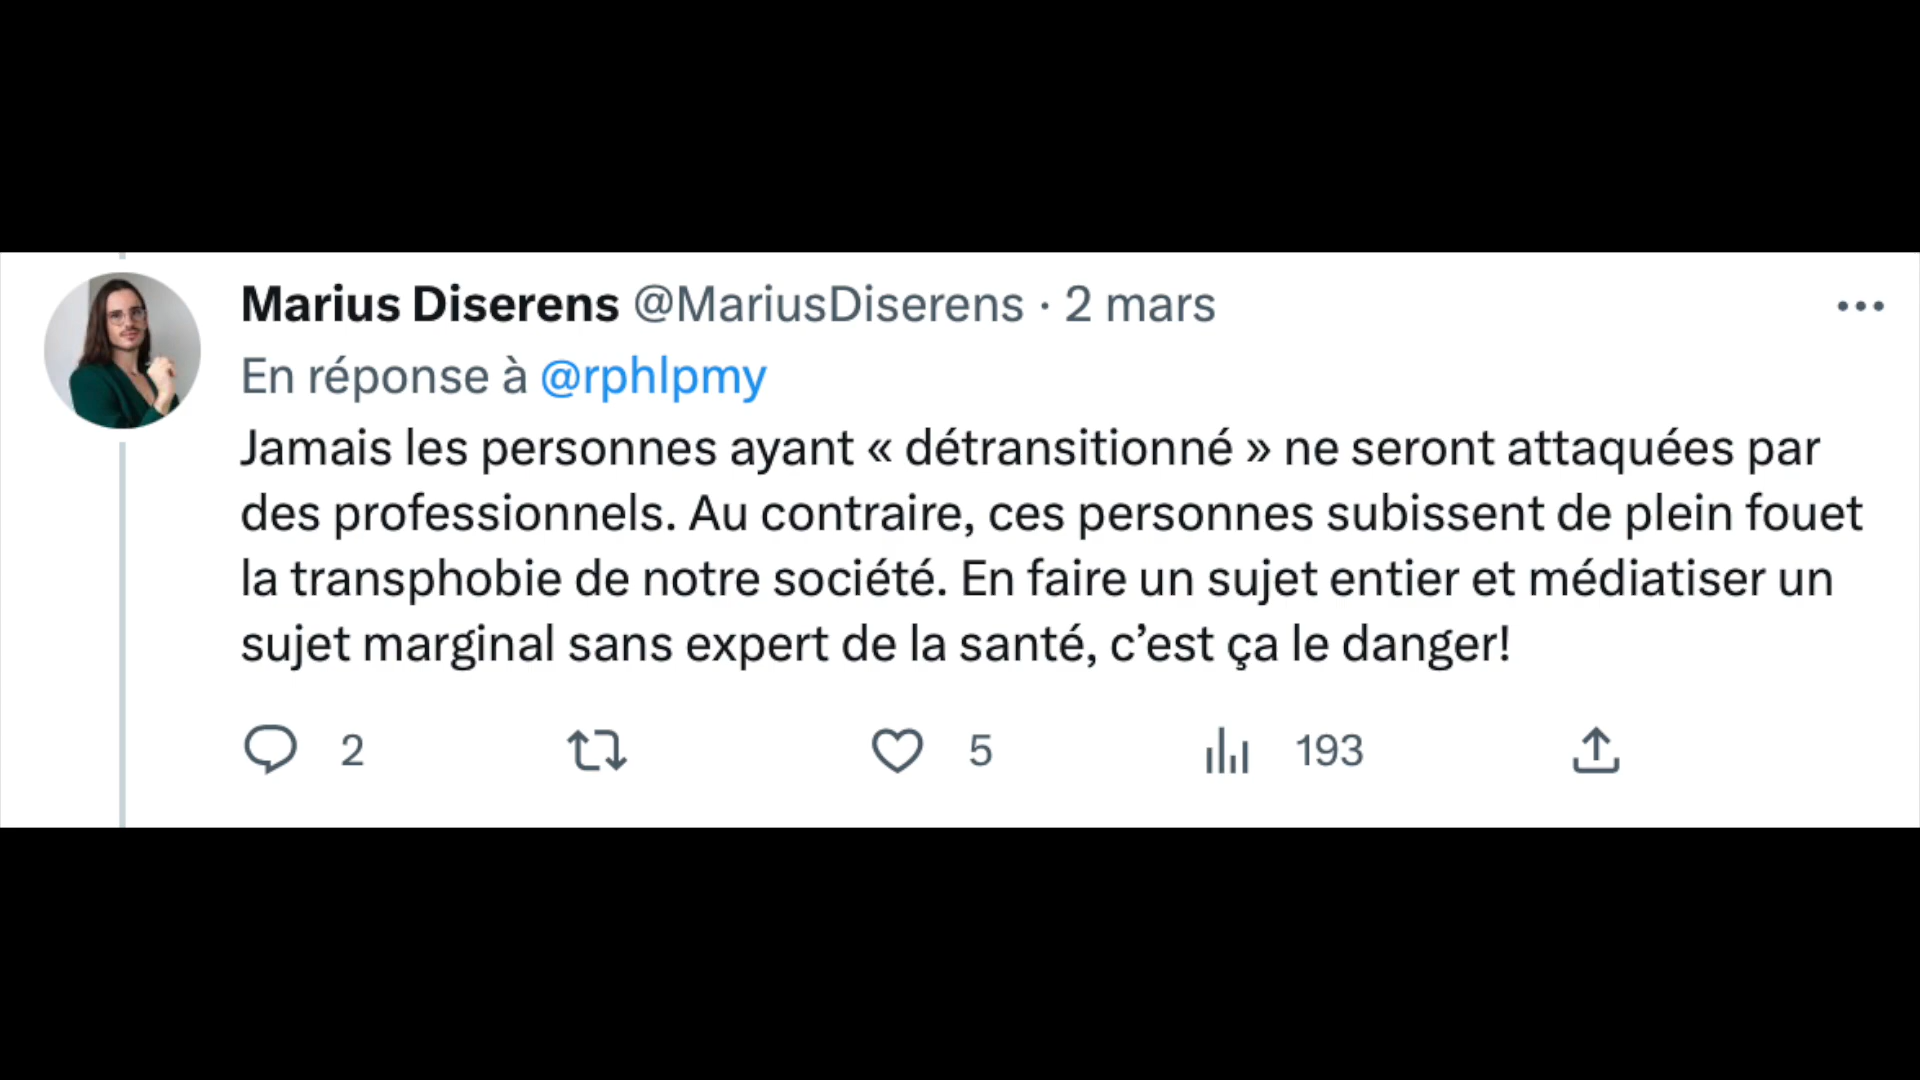 Marius Diserens @MariusDiserens · 2 mars
En réponse à @rphlpmy
Jamais les personnes ayant « détransitionné » ne seront attaquées par
des professionnels. Au contraire, ces personnes subissent de plein fouet
la transphobie de notre société. En faire un sujet entier et médiatiser un
sujet marginal sans expert de la santé, c’est ça le danger!
2 5 193